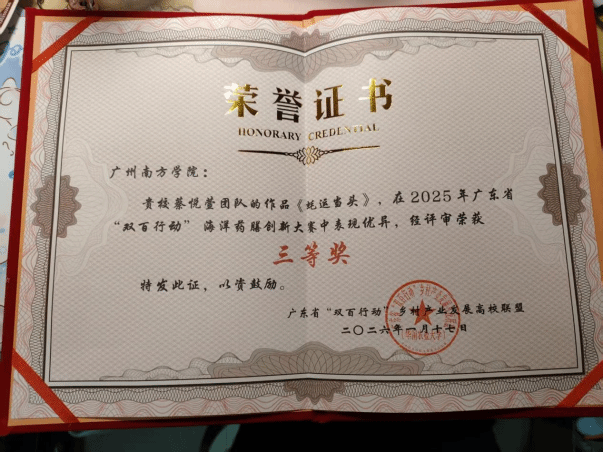 荣誉证书
HONORARY CREDENTIAL
广州南方学院：
贵校蔡悦萱团队的作品《蚝运当头》，在2025年广东省
“双百行动”海洋药膳创新大赛中表现优异，经评审荣获
三等奖
特发此证，以资鼓励。
广东省“双百行动”乡村产业发展高校联盟
二〇二六年一月十七日